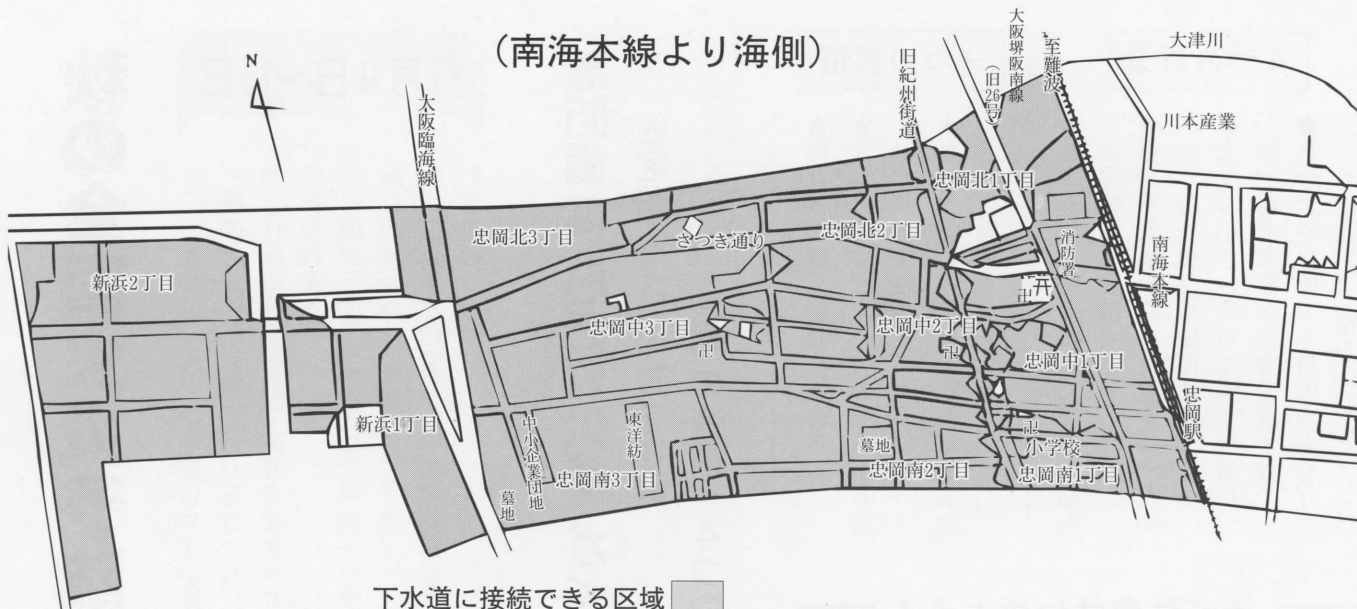 (南海本線より海側)
N
大阪臨海線
旧紀州街道
大阪堺阪南線
(旧26号)
至難波
大津川
川本産業
忠岡北1丁目
忠岡北3丁目
さつき通り
忠岡北2丁目
消防署
南海本線
新浜2丁目
忠岡中3丁目
忠岡中2丁目
忠岡中1丁目
卍
卍
卍
卍
新浜1丁目
中小企業団地
東洋紡
墓地
小学校
忠岡駅
忠岡南3丁目
忠岡南2丁目
忠岡南1丁目
墓地
下水道に接続できる区域